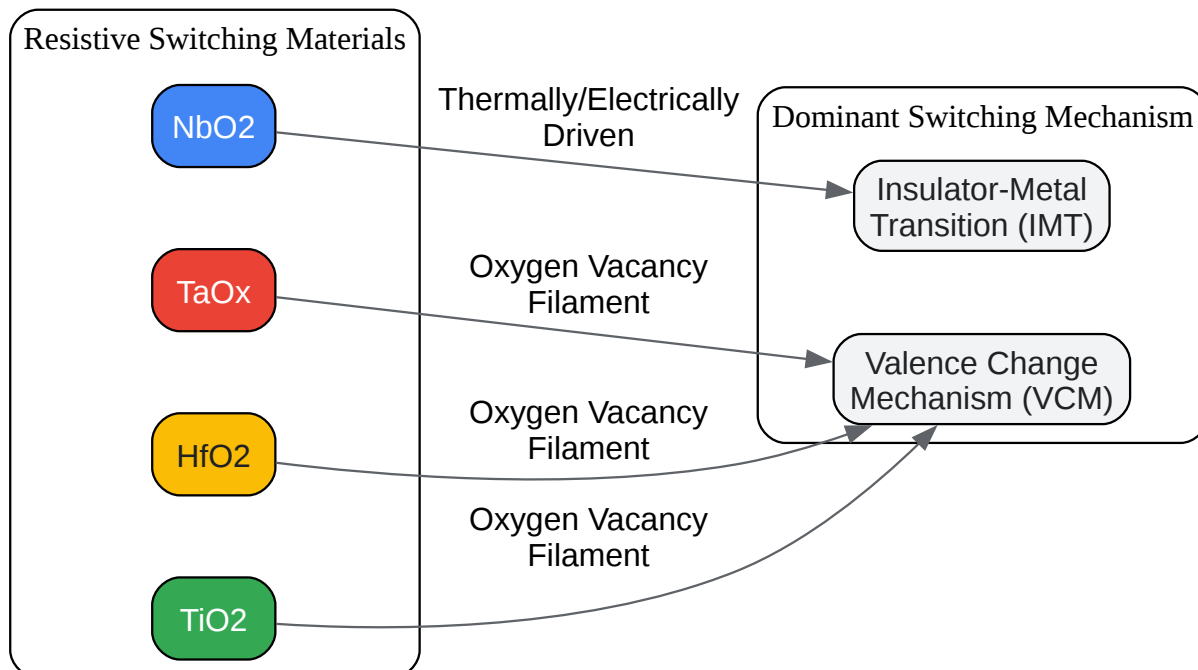 Resistive Switching Materials
NbO2
TaOx
HfO2
TiO2
Thermally/Electrically
Driven
Oxygen Vacancy
Filament
Oxygen Vacancy
Filament
Oxygen Vacancy
Filament
Dominant Switching Mechanism
Insulator-Metal
Transition (IMT)
Valence Change
Mechanism (VCM)